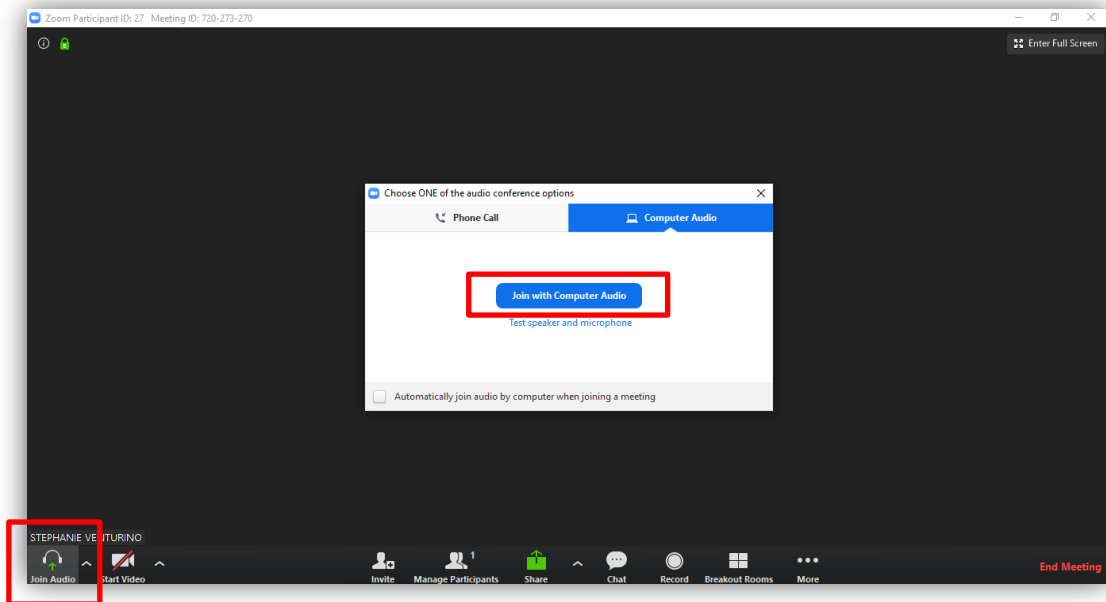 Zoom Participant ID: 27 Meeting ID: 720-273-270
Enter Full Screen
Choose ONE of the audio conference options
Phone Call
Computer Audio
Join with Computer Audio
Test speaker and microphone
Automatically join audio by computer when joining a meeting
STEPHANIE VENTURINO
Join Audio Start Video Invite Manage Participants 1 Share Chat Record Breakout Rooms More End Meeting